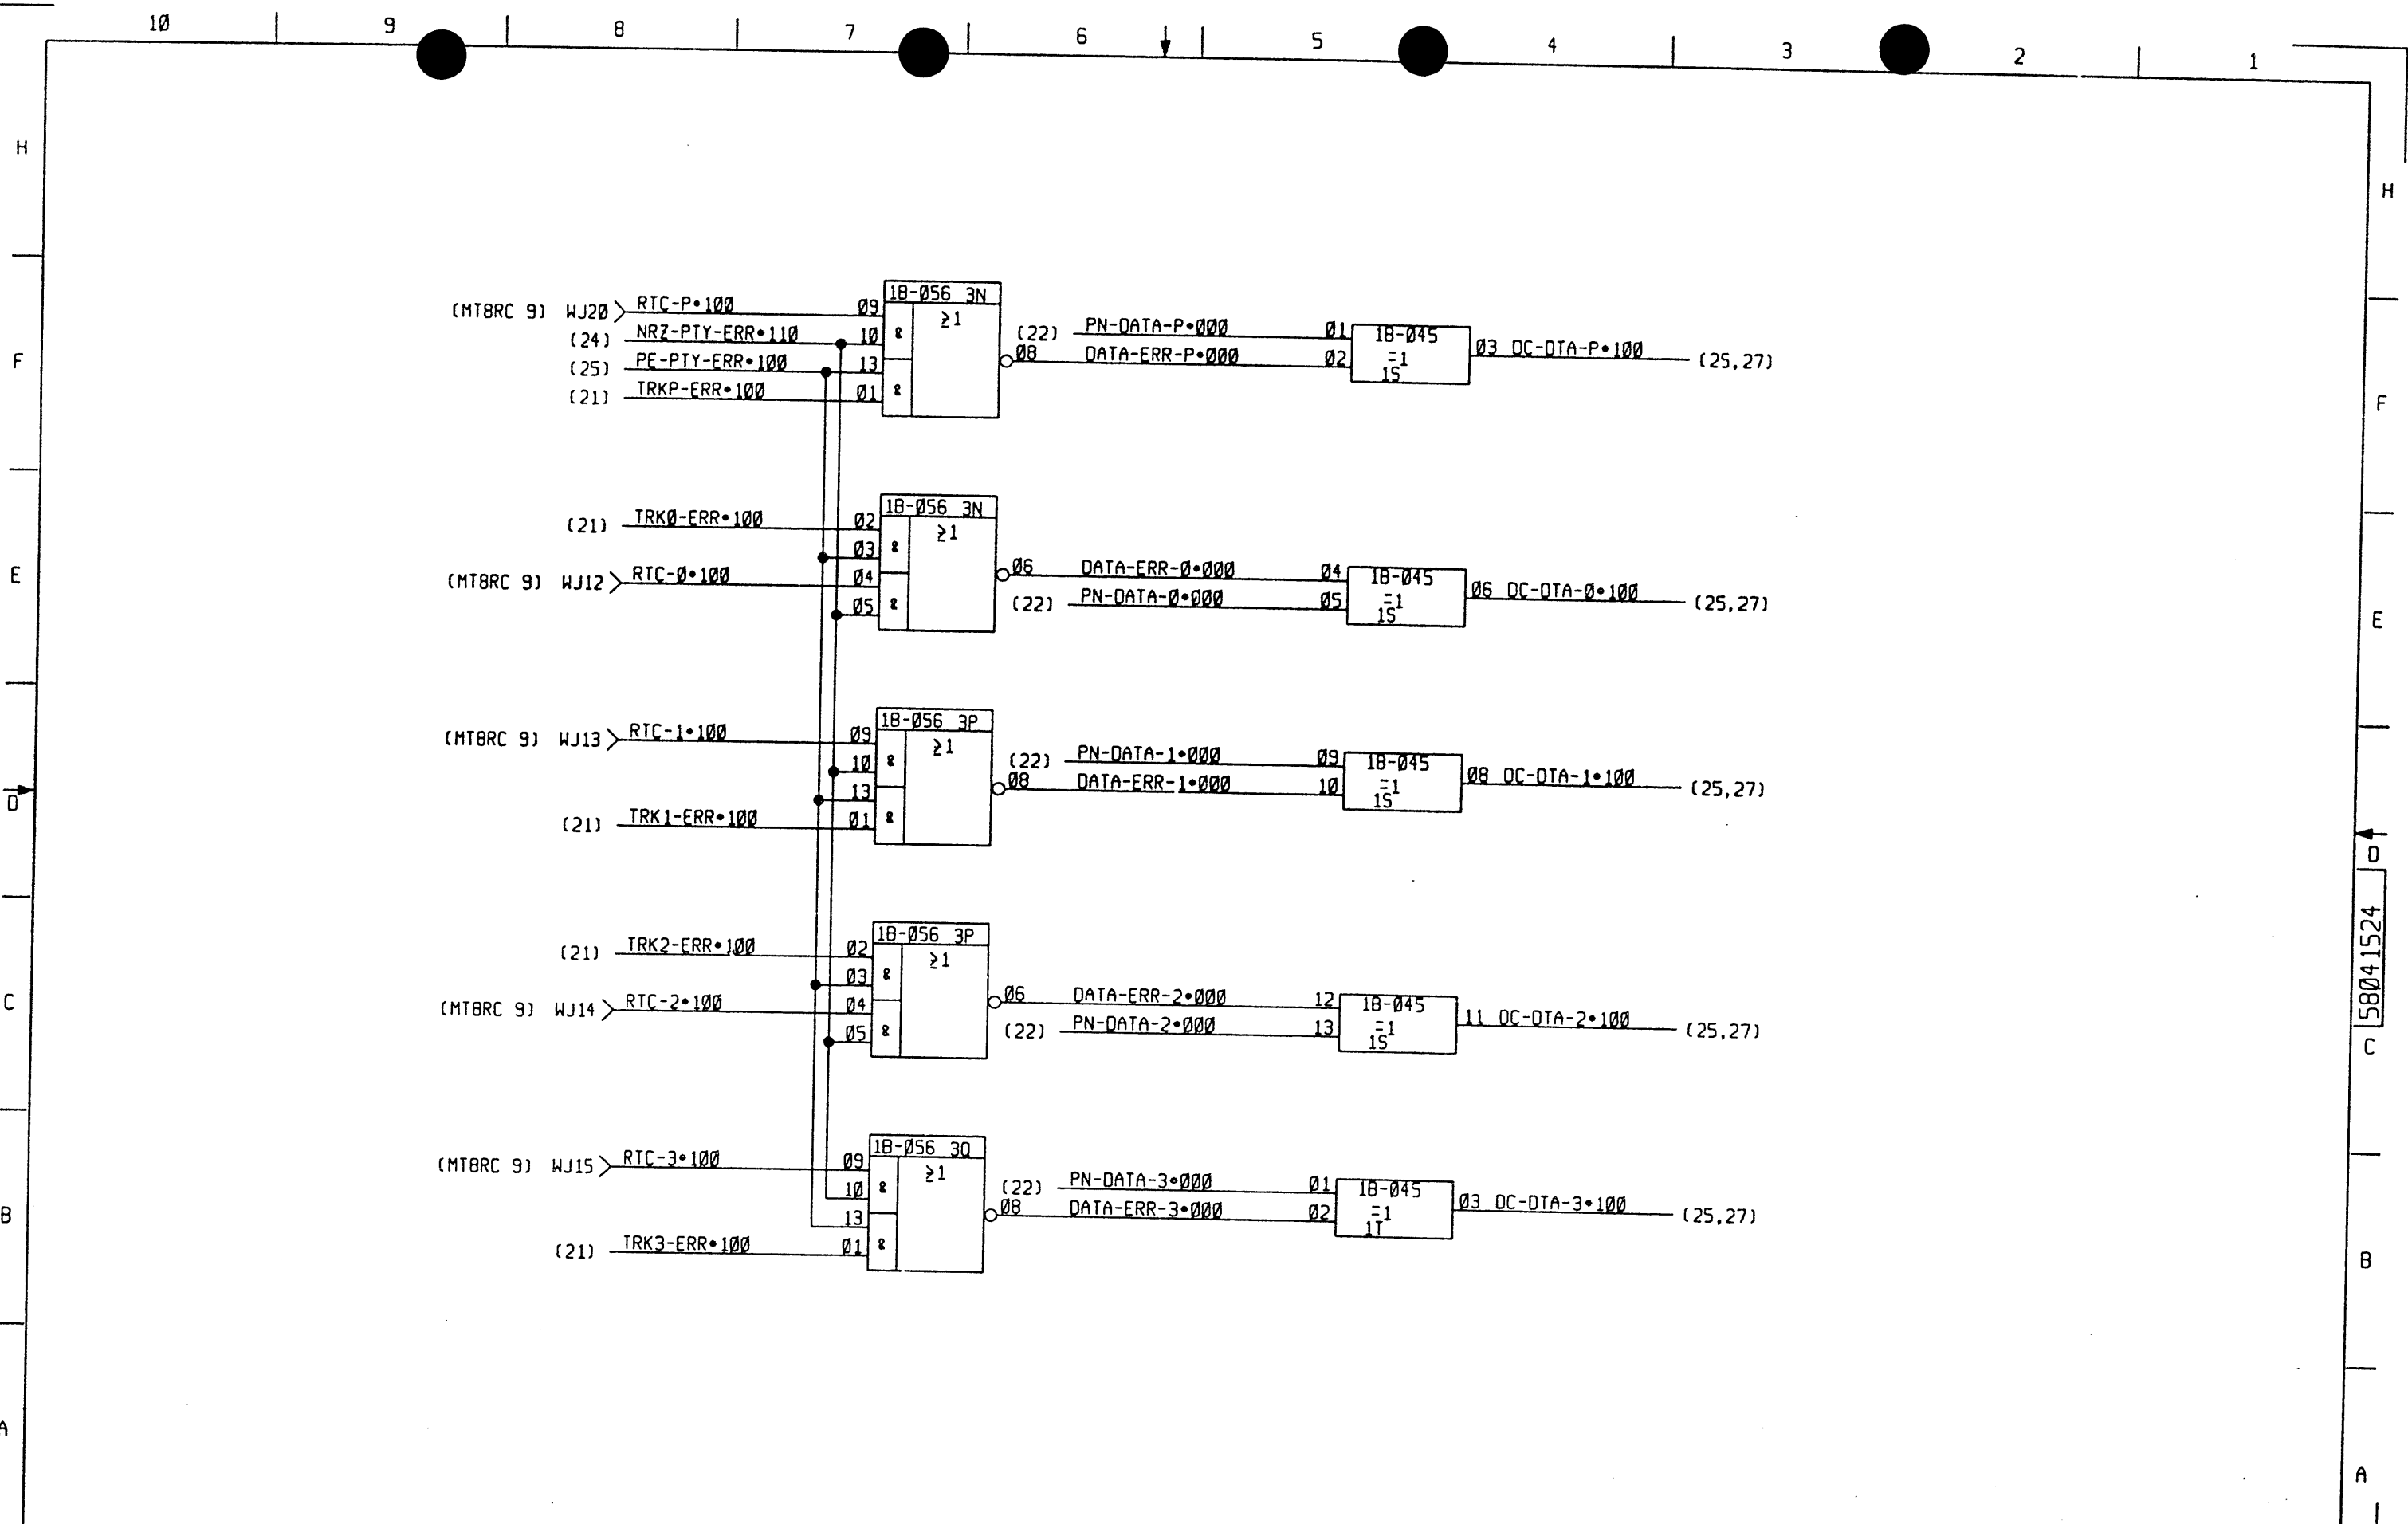 10 9 8 7 6 5 4 3 2 1
H H
1B-056 3N
(MT8RC 9) WJ20 RTC-P•100 09
(24) NRZ-PTY-ERR•110 10 & ≥1
(25) PE-PTY-ERR•100 13
(21) TRKP-ERR•100 01 &
08
(22) PN-DATA-P•000 01
DATA-ERR-P•000 02
1B-045
=1
1S
03 DC-DTA-P•100 (25,27)
F F
1B-056 3N
(21) TRK0-ERR•100 02
03 & ≥1
(MT8RC 9) WJ12 RTC-0•100 04
05 &
06 DATA-ERR-0•000 04
(22) PN-DATA-0•000 05
1B-045
=1
1S
06 DC-DTA-0•100 (25,27)
E E
1B-056 3P
(MT8RC 9) WJ13 RTC-1•100 09
10 & ≥1
13
(21) TRK1-ERR•100 01 &
08
(22) PN-DATA-1•000 09
DATA-ERR-1•000 10
1B-045
=1
1S
08 DC-DTA-1•100 (25,27)
D D
1B-056 3P
(21) TRK2-ERR•100 02
03 & ≥1
(MT8RC 9) WJ14 RTC-2•100 04
05 &
06 DATA-ERR-2•000 12
(22) PN-DATA-2•000 13
1B-045
=1
1S
11 DC-DTA-2•100 (25,27)
C C
58041524
1B-056 3Q
(MT8RC 9) WJ15 RTC-3•100 09
10 & ≥1
13
(21) TRK3-ERR•100 01 &
08
(22) PN-DATA-3•000 01
DATA-ERR-3•000 02
1B-045
=1
1T
03 DC-DTA-3•100 (25,27)
B B
A A